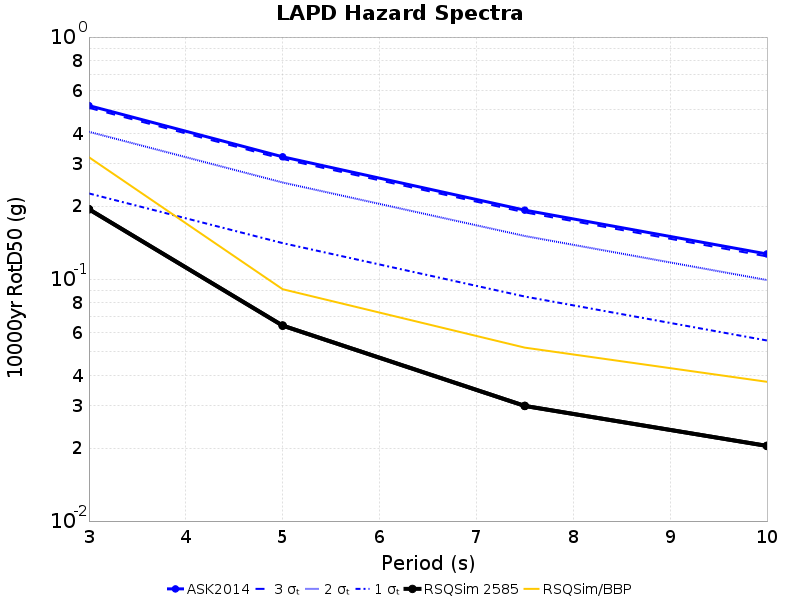 LAPD Hazard Spectra
10⁰
8
6
4
3
2
10⁻¹
8
6
4
3
2
10⁻²
10000yr RotD50 (g)
3 4 5 6 7 8 9 10
Period (s)
ASK2014 3 σₜ 2 σₜ 1 σₜ RSQSim 2585 RSQSim/BBP